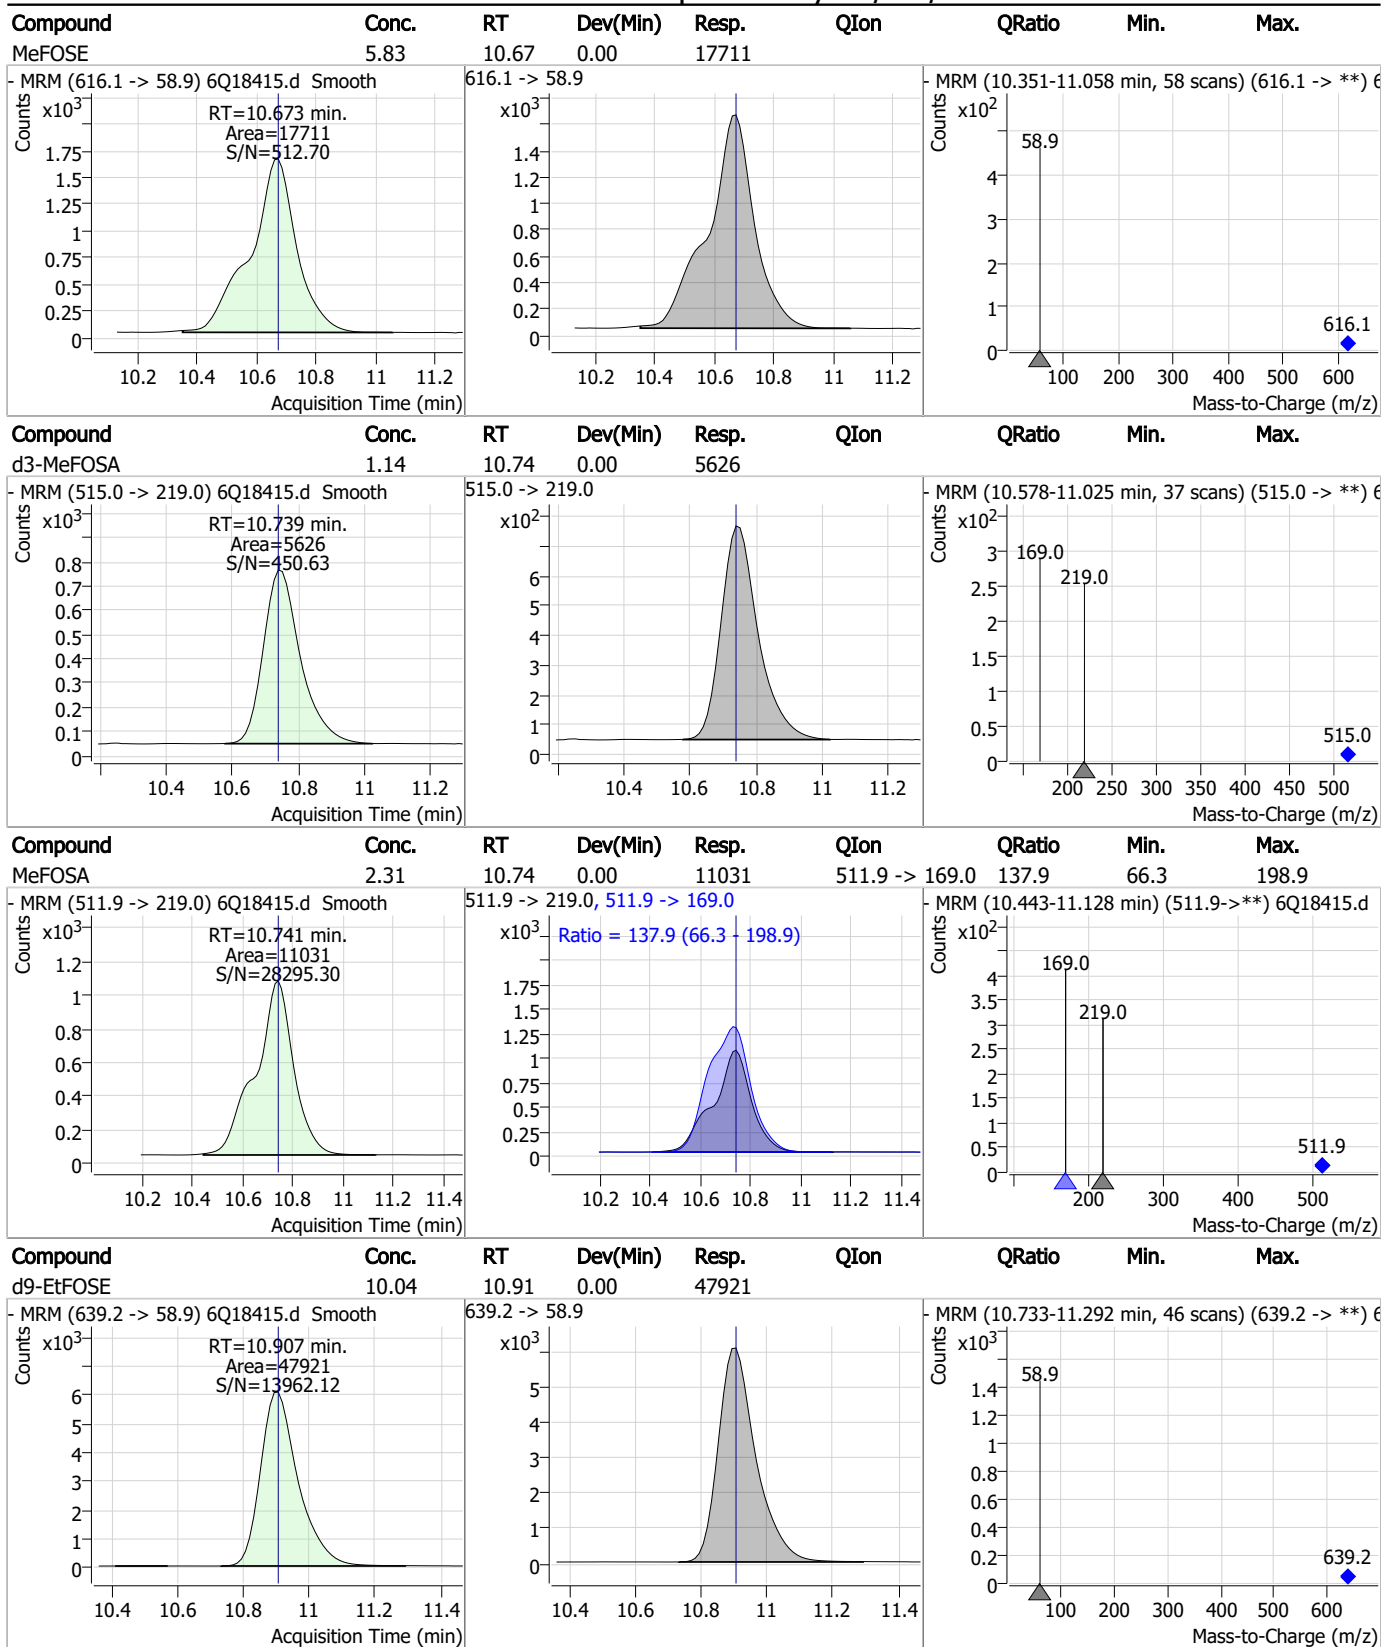 Compound Conc. RT Dev(Min) Resp. QIon QRatio Min. Max.
MeFOSE 5.83 10.67 0.00 17711
- MRM (616.1 -> 58.9) 6Q18415.d Smooth
Counts
x10³
RT=10.673 min.
Area=17711
S/N=512.70
1.75
1.5
1.25
1
0.75
0.5
0.25
0
10.2 10.4 10.6 10.8 11 11.2
Acquisition Time (min)
616.1 -> 58.9
x10³
1.4
1.2
1
0.8
0.6
0.4
0.2
0
10.2 10.4 10.6 10.8 11 11.2
- MRM (10.351-11.058 min, 58 scans) (616.1 -> **) 6
Counts
x10²
58.9
4
3
2
1
0
616.1
100 200 300 400 500 600
Mass-to-Charge (m/z)
Compound Conc. RT Dev(Min) Resp. QIon QRatio Min. Max.
d3-MeFOSA 1.14 10.74 0.00 5626
- MRM (515.0 -> 219.0) 6Q18415.d Smooth
Counts
x10³
RT=10.739 min.
Area=5626
S/N=450.63
0.8
0.7
0.6
0.5
0.4
0.3
0.2
0.1
0
10.4 10.6 10.8 11 11.2
Acquisition Time (min)
515.0 -> 219.0
x10²
6
5
4
3
2
1
0
10.4 10.6 10.8 11 11.2
- MRM (10.578-11.025 min, 37 scans) (515.0 -> **) 6
Counts
x10²
169.0
219.0
3
2.5
2
1.5
1
0.5
0
515.0
200 250 300 350 400 450 500
Mass-to-Charge (m/z)
Compound Conc. RT Dev(Min) Resp. QIon QRatio Min. Max.
MeFOSA 2.31 10.74 0.00 11031 511.9 -> 169.0 137.9 66.3 198.9
- MRM (511.9 -> 219.0) 6Q18415.d Smooth
Counts
x10³
RT=10.741 min.
Area=11031
S/N=28295.30
1.2
1
0.8
0.6
0.4
0.2
0
10.2 10.4 10.6 10.8 11 11.2 11.4
Acquisition Time (min)
511.9 -> 219.0, 511.9 -> 169.0
x10³
Ratio = 137.9 (66.3 - 198.9)
1.75
1.5
1.25
1
0.75
0.5
0.25
0
10.2 10.4 10.6 10.8 11 11.2 11.4
- MRM (10.443-11.128 min) (511.9->**) 6Q18415.d
Counts
x10²
169.0
219.0
4
3.5
3
2.5
2
1.5
1
0.5
0
511.9
200 300 400 500
Mass-to-Charge (m/z)
Compound Conc. RT Dev(Min) Resp. QIon QRatio Min. Max.
d9-EtFOSE 10.04 10.91 0.00 47921
- MRM (639.2 -> 58.9) 6Q18415.d Smooth
Counts
x10³
RT=10.907 min.
Area=47921
S/N=13962.12
6
5
4
3
2
1
0
10.4 10.6 10.8 11 11.2 11.4
Acquisition Time (min)
639.2 -> 58.9
x10³
5
4
3
2
1
0
10.4 10.6 10.8 11 11.2 11.4
- MRM (10.733-11.292 min, 46 scans) (639.2 -> **) 6
Counts
x10³
58.9
1.4
1.2
1
0.8
0.6
0.4
0.2
0
639.2
100 200 300 400 500 600
Mass-to-Charge (m/z)